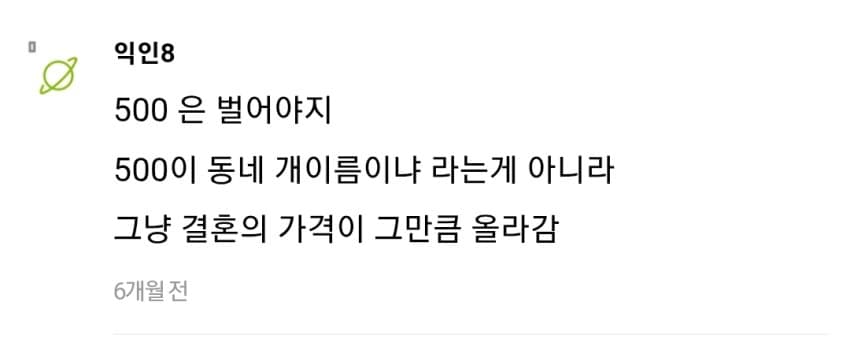 익인8
500 은 벌어야지
500이 동네 개이름이냐 라는게 아니라
그냥 결혼의 가격이 그만큼 올라감
6개월 전